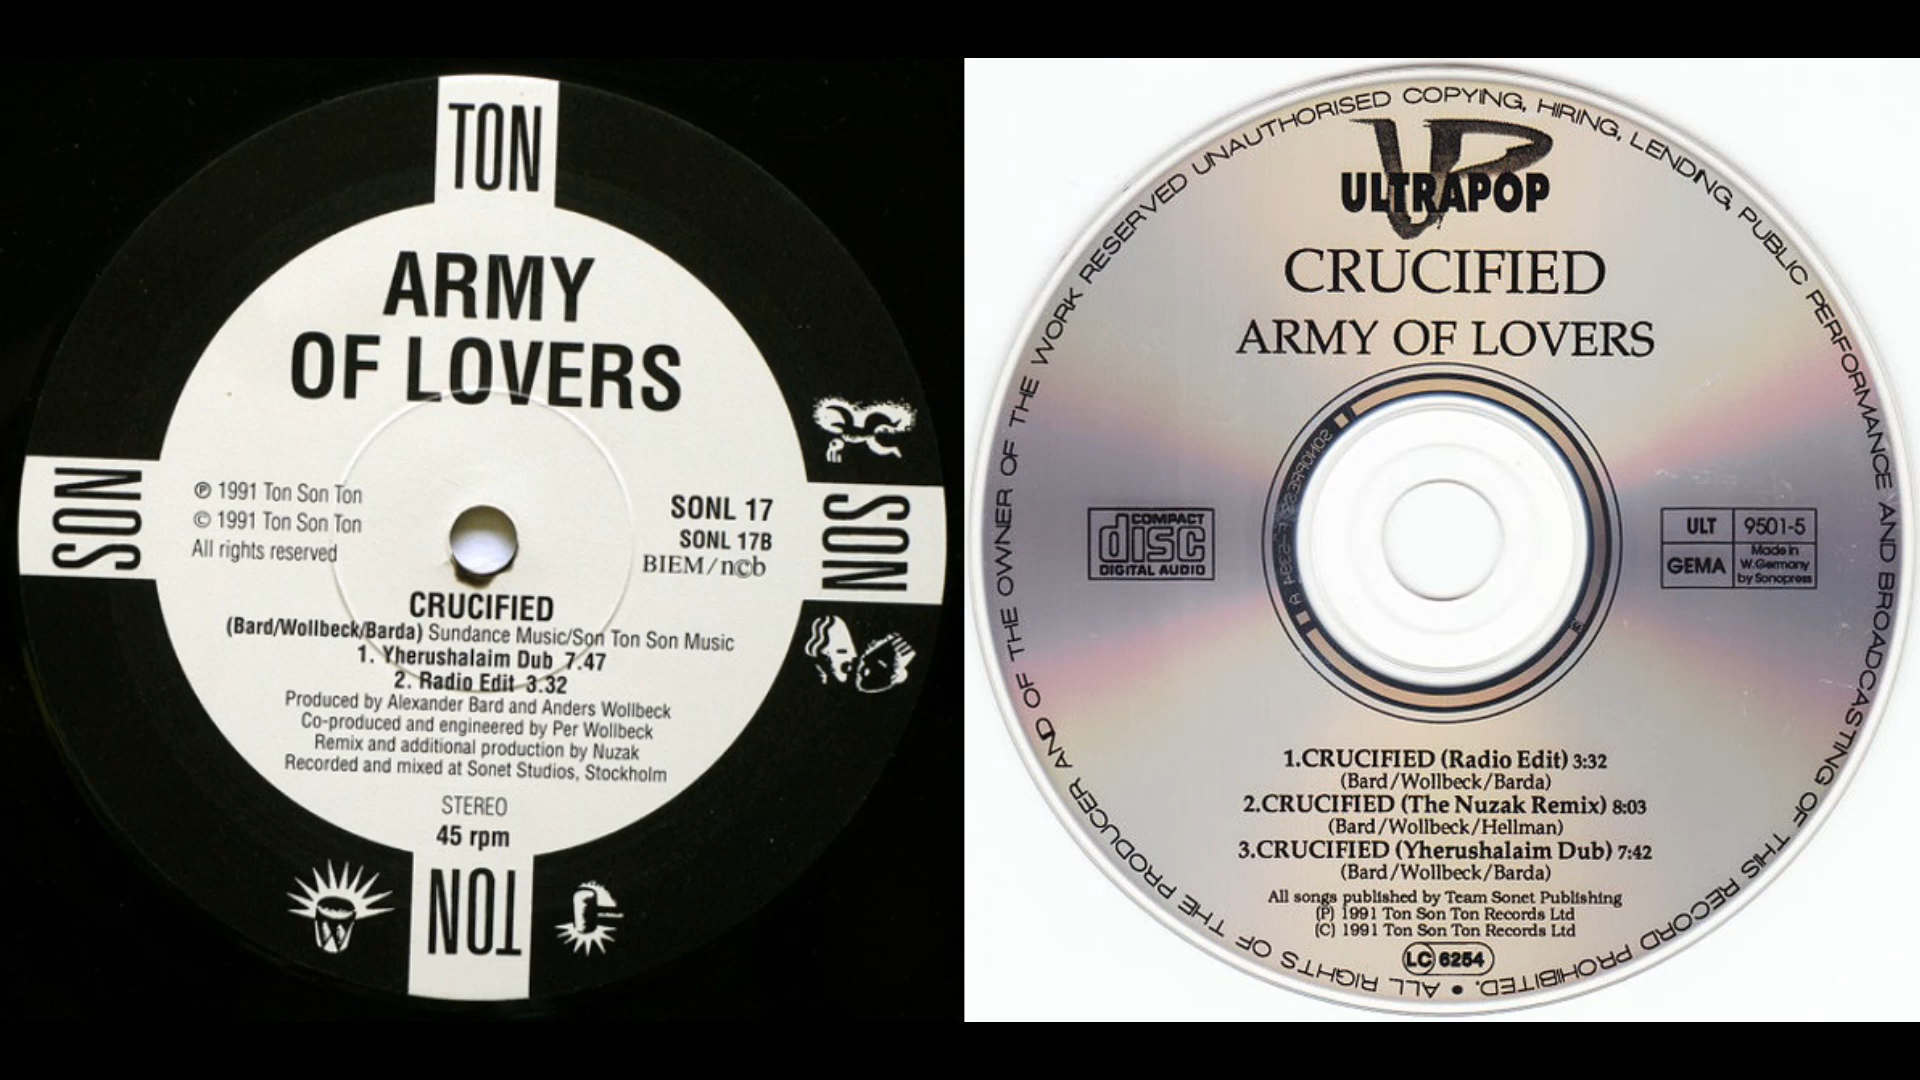 TON
ARMY
OF LOVERS
SON
SON
℗ 1991 Ton Son Ton
© 1991 Ton Son Ton
All rights reserved
SONL 17
SONL 17B
BIEM/n©b
CRUCIFIED
(Bard/Wollbeck/Barda) Sundance Music/Son Ton Son Music
1. Yherushalaim Dub 7.47
2. Radio Edit 3.32
Produced by Alexander Bard and Anders Wollbeck
Co-produced and engineered by Per Wollbeck
Remix and additional production by Nuzak
Recorded and mixed at Sonet Studios, Stockholm
STEREO
45 rpm
TON
ALL RIGHTS OF THE PRODUCER AND OF THE OWNER OF THE WORK RESERVED UNAUTHORISED COPYING, HIRING, LENDING, PUBLIC PERFORMANCE AND BROADCASTING OF THIS RECORD PROHIBITED. •
UP
ULTRAPOP
CRUCIFIED
ARMY OF LOVERS
COMPACT
disc
DIGITAL AUDIO
ULT 9501-5
GEMA Made in
W.Germany
by Sonopress
1.CRUCIFIED (Radio Edit) 3:32
(Bard/Wollbeck/Barda)
2.CRUCIFIED (The Nuzak Remix) 8:03
(Bard/Wollbeck/Hellman)
3.CRUCIFIED (Yherushalaim Dub) 7:42
(Bard/Wollbeck/Barda)
All songs published by Team Sonet Publishing
(P) 1991 Ton Son Ton Records Ltd
(C) 1991 Ton Son Ton Records Ltd
LC 6254